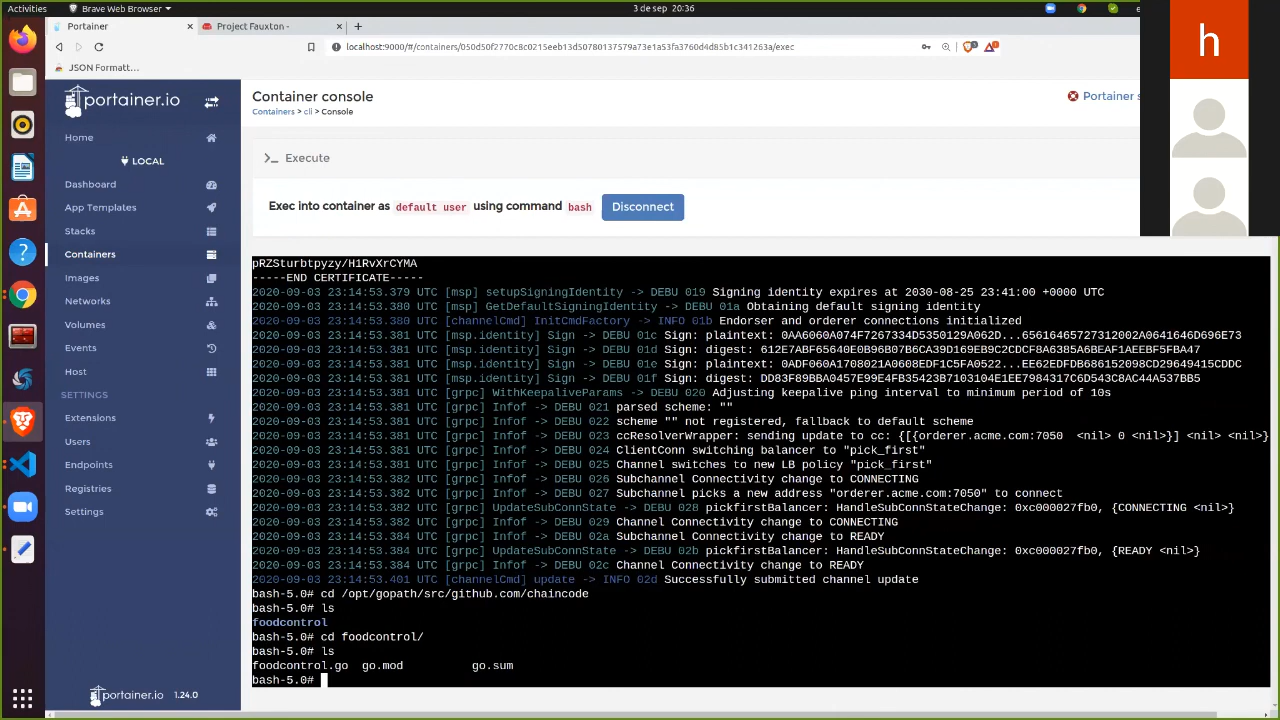 Activities
Brave Web Browser
3 de sep 20:36
Portainer
Project Fauxton -
localhost:9000/#/containers/050d50f2770c8c0215eeb13d50780137579a73e1a53fa3760d4d85b1c341263a/exec
JSON Formatt…
portainer.io
Home
LOCAL
Dashboard
App Templates
Stacks
Containers
Images
Networks
Volumes
Events
Host
SETTINGS
Extensions
Users
Endpoints
Registries
Settings
portainer.io 1.24.0
Container console
Containers > cli > Console
Portainer s
h
>_ Execute
Exec into container as default user using command bash Disconnect
pRZSturbtpyzy/H1RvXrCYMA
-----END CERTIFICATE-----
2020-09-03 23:14:53.379 UTC [msp] setupSigningIdentity -> DEBU 019 Signing identity expires at 2030-08-25 23:41:00 +0000 UTC
2020-09-03 23:14:53.380 UTC [msp] GetDefaultSigningIdentity -> DEBU 01a Obtaining default signing identity
2020-09-03 23:14:53.380 UTC [channelCmd] InitCmdFactory -> INFO 01b Endorser and orderer connections initialized
2020-09-03 23:14:53.381 UTC [msp.identity] Sign -> DEBU 01c Sign: plaintext: 0AA6060A074F7267334D5350129A062D...65616465727312002A0641646D696E73
2020-09-03 23:14:53.381 UTC [msp.identity] Sign -> DEBU 01d Sign: digest: 612E7ABF65640E0B96B07B6CA39D169EB9C2CDCF8A6385A6BEAF1AEEBF5FBA47
2020-09-03 23:14:53.381 UTC [msp.identity] Sign -> DEBU 01e Sign: plaintext: 0ADF060A1708021A0608EDF1C5FA0522...EE62EDFDB686152098CD29649415CDDC
2020-09-03 23:14:53.381 UTC [msp.identity] Sign -> DEBU 01f Sign: digest: DD83F89BBA0457E99E4FB35423B7103104E1EE7984317C6D543C8AC44A537BB5
2020-09-03 23:14:53.381 UTC [grpc] WithKeepaliveParams -> DEBU 020 Adjusting keepalive ping interval to minimum period of 10s
2020-09-03 23:14:53.381 UTC [grpc] Infof -> DEBU 021 parsed scheme: ""
2020-09-03 23:14:53.381 UTC [grpc] Infof -> DEBU 022 scheme "" not registered, fallback to default scheme
2020-09-03 23:14:53.381 UTC [grpc] Infof -> DEBU 023 ccResolverWrapper: sending update to cc: {[{orderer.acme.com:7050 <nil> 0 <nil>}] <nil> <nil>}
2020-09-03 23:14:53.381 UTC [grpc] Infof -> DEBU 024 ClientConn switching balancer to "pick_first"
2020-09-03 23:14:53.381 UTC [grpc] Infof -> DEBU 025 Channel switches to new LB policy "pick_first"
2020-09-03 23:14:53.382 UTC [grpc] Infof -> DEBU 026 Subchannel Connectivity change to CONNECTING
2020-09-03 23:14:53.382 UTC [grpc] Infof -> DEBU 027 Subchannel picks a new address "orderer.acme.com:7050" to connect
2020-09-03 23:14:53.382 UTC [grpc] UpdateSubConnState -> DEBU 028 pickfirstBalancer: HandleSubConnStateChange: 0xc000027fb0, {CONNECTING <nil>}
2020-09-03 23:14:53.382 UTC [grpc] Infof -> DEBU 029 Channel Connectivity change to CONNECTING
2020-09-03 23:14:53.384 UTC [grpc] Infof -> DEBU 02a Subchannel Connectivity change to READY
2020-09-03 23:14:53.384 UTC [grpc] UpdateSubConnState -> DEBU 02b pickfirstBalancer: HandleSubConnStateChange: 0xc000027fb0, {READY <nil>}
2020-09-03 23:14:53.384 UTC [grpc] Infof -> DEBU 02c Channel Connectivity change to READY
2020-09-03 23:14:53.401 UTC [channelCmd] update -> INFO 02d Successfully submitted channel update
bash-5.0# cd /opt/gopath/src/github.com/chaincode
bash-5.0# ls
foodcontrol
bash-5.0# cd foodcontrol/
bash-5.0# ls
foodcontrol.go go.mod go.sum
bash-5.0#